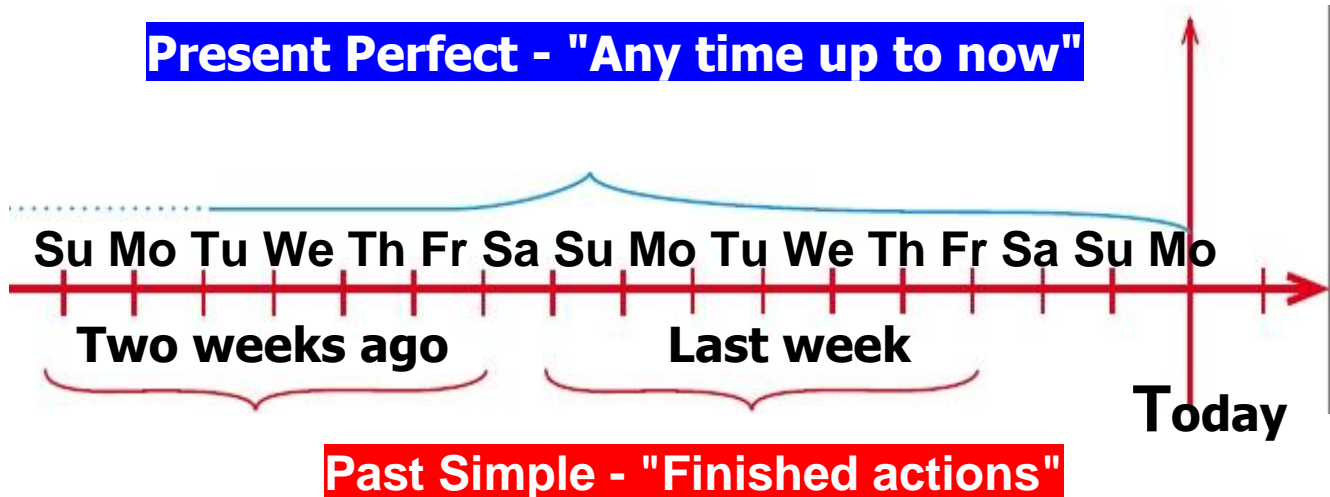 Present Perfect - "Any time up to now"
Su Mo Tu We Th Fr Sa Su Mo Tu We Th Fr Sa Su Mo
Two weeks ago Last week
Today
Past Simple - "Finished actions"